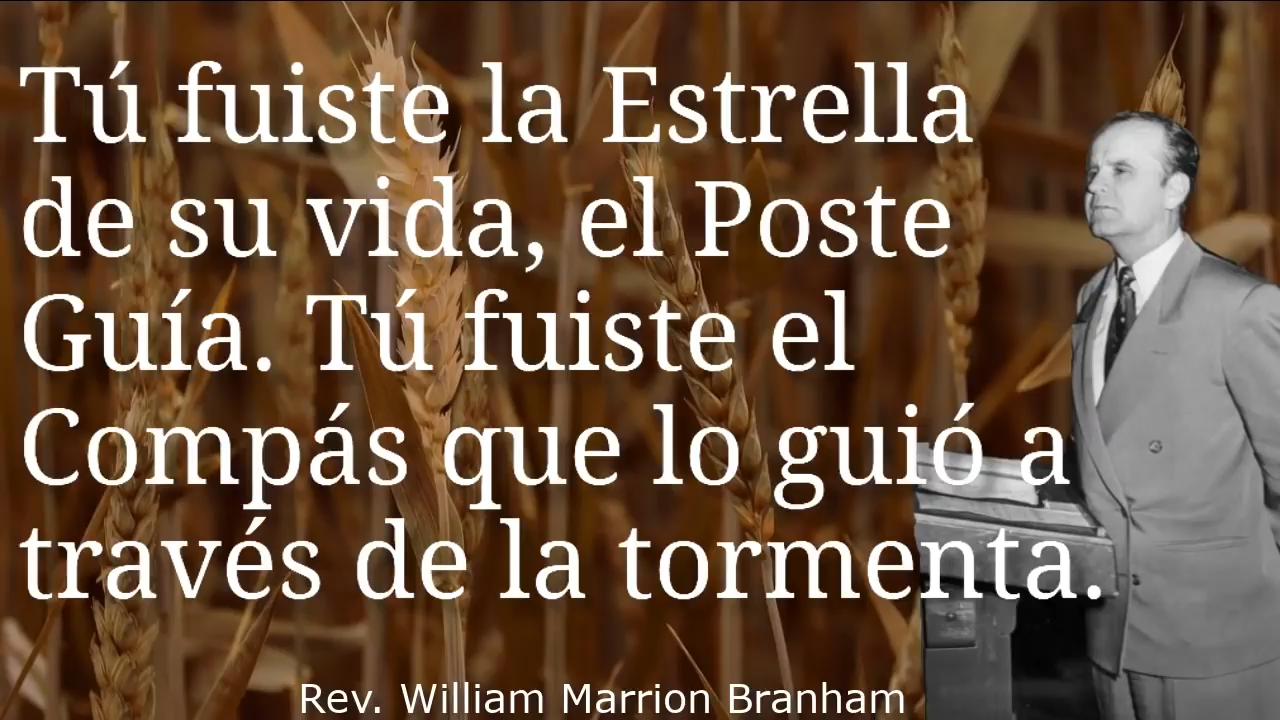 Tú fuiste la Estrella
de su vida, el Poste
Guía. Tú fuiste el
Compás que lo guió a
través de la tormenta.
Rev. William Marrion Branham